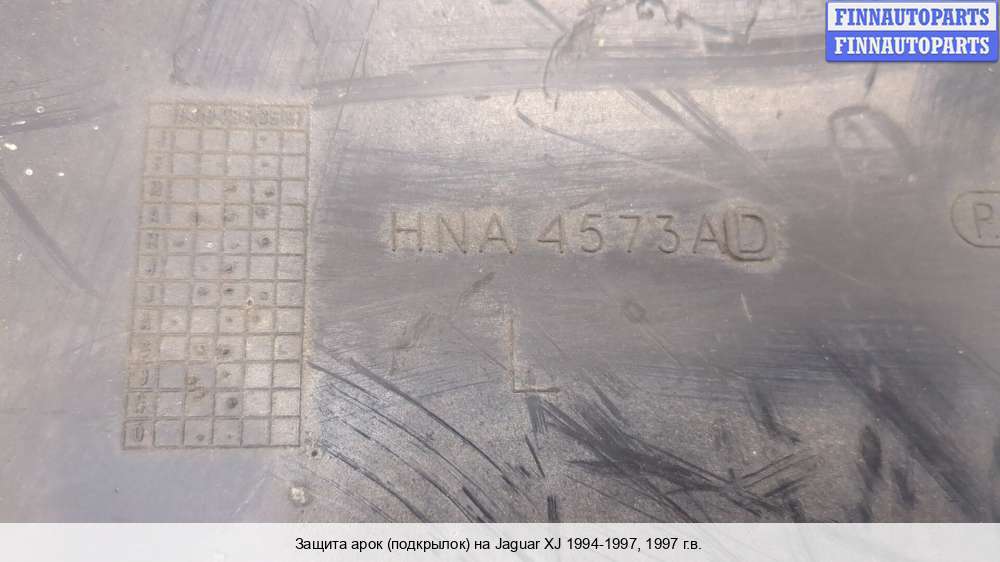 FINNAUTOPARTS
FINNAUTOPARTS
HNA 4573AD
L
Защита арок (подкрылок) на Jaguar XJ 1994-1997, 1997 г.в.